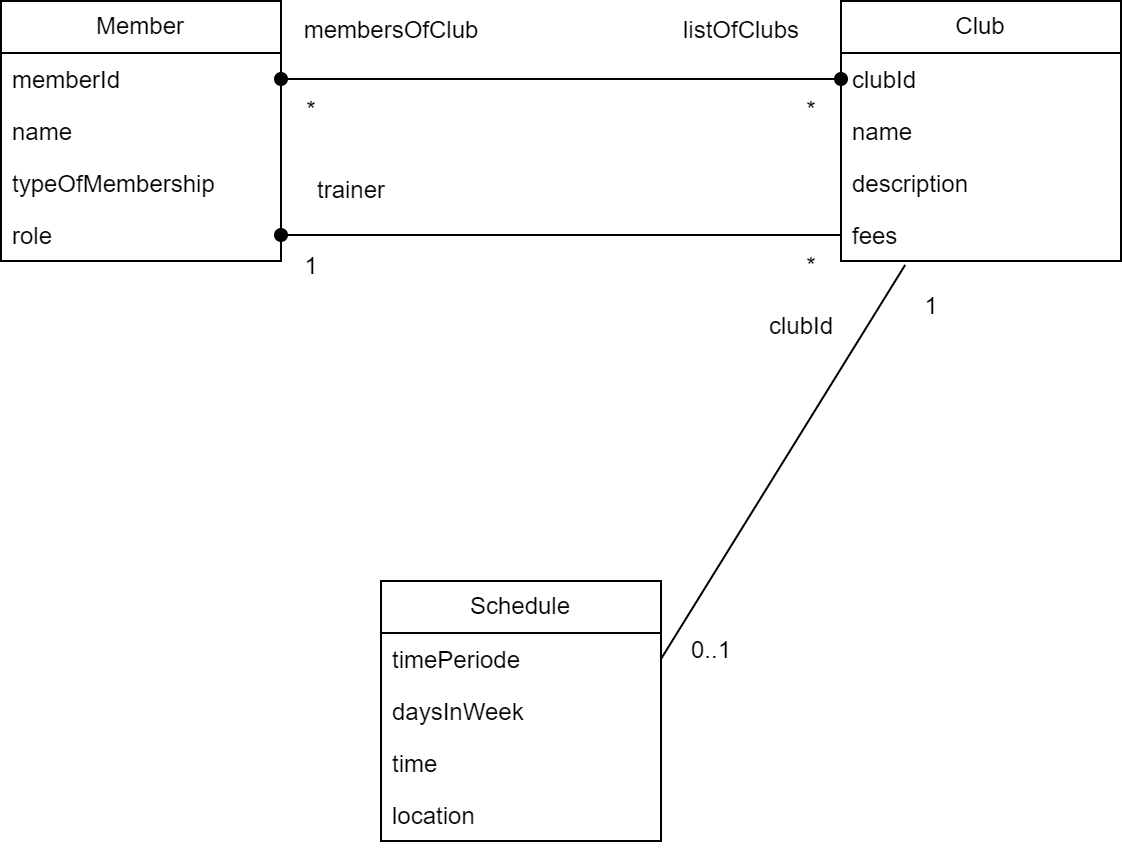 Member
memberId
name
typeOfMembership
role
membersOfClub
listOfClubs
*
*
trainer
1
*
Club
clubId
name
description
fees
1
clubId
0..1
Schedule
timePeriode
daysInWeek
time
location